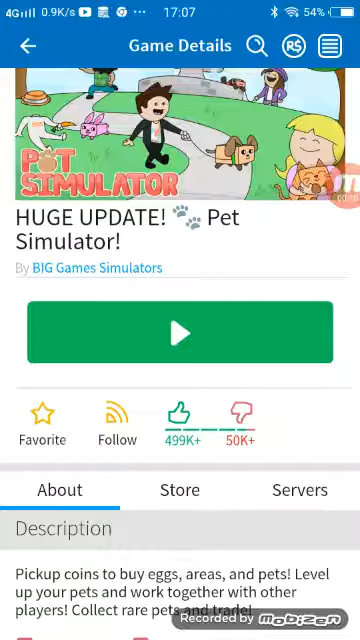 4G 0.9K/s ... 17:07 54%
Game Details R$
PET
SIMULATOR
HUGE UPDATE! 🐾 Pet
Simulator!
By BIG Games Simulators
Favorite Follow 499K+ 50K+
About Store Servers
Description
Pickup coins to buy eggs, areas, and pets! Level
up your pets and work together with other
players! Collect rare pets and trade!
Recorded by mobizen